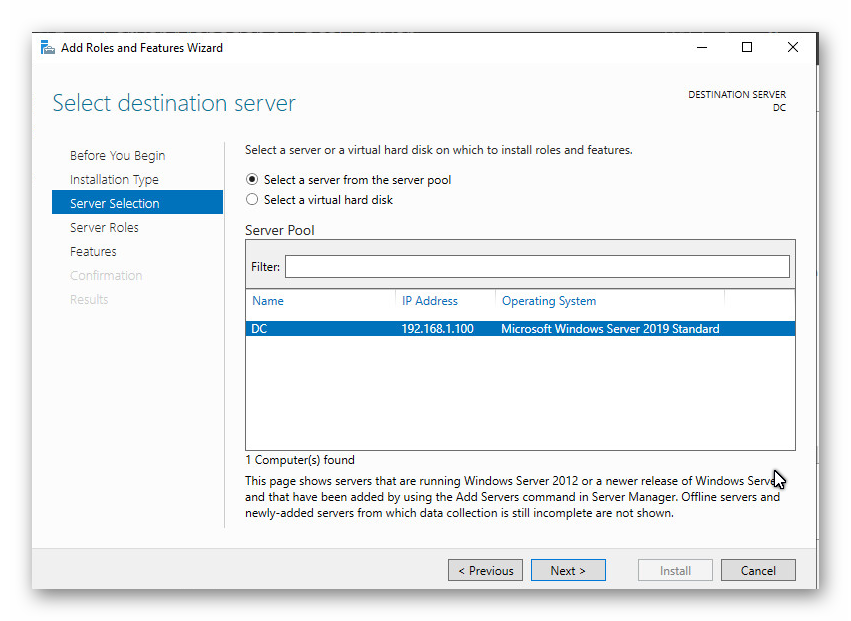 Add Roles and Features Wizard
Select destination server
DESTINATION SERVER
DC
Before You Begin
Installation Type
Server Selection
Server Roles
Features
Confirmation
Results
Select a server or a virtual hard disk on which to install roles and features.
Select a server from the server pool
Select a virtual hard disk
Server Pool
Filter:
Name IP Address Operating System
DC 192.168.1.100 Microsoft Windows Server 2019 Standard
1 Computer(s) found
This page shows servers that are running Windows Server 2012 or a newer release of Windows Server,
and that have been added by using the Add Servers command in Server Manager. Offline servers and
newly-added servers from which data collection is still incomplete are not shown.
< Previous Next > Install Cancel